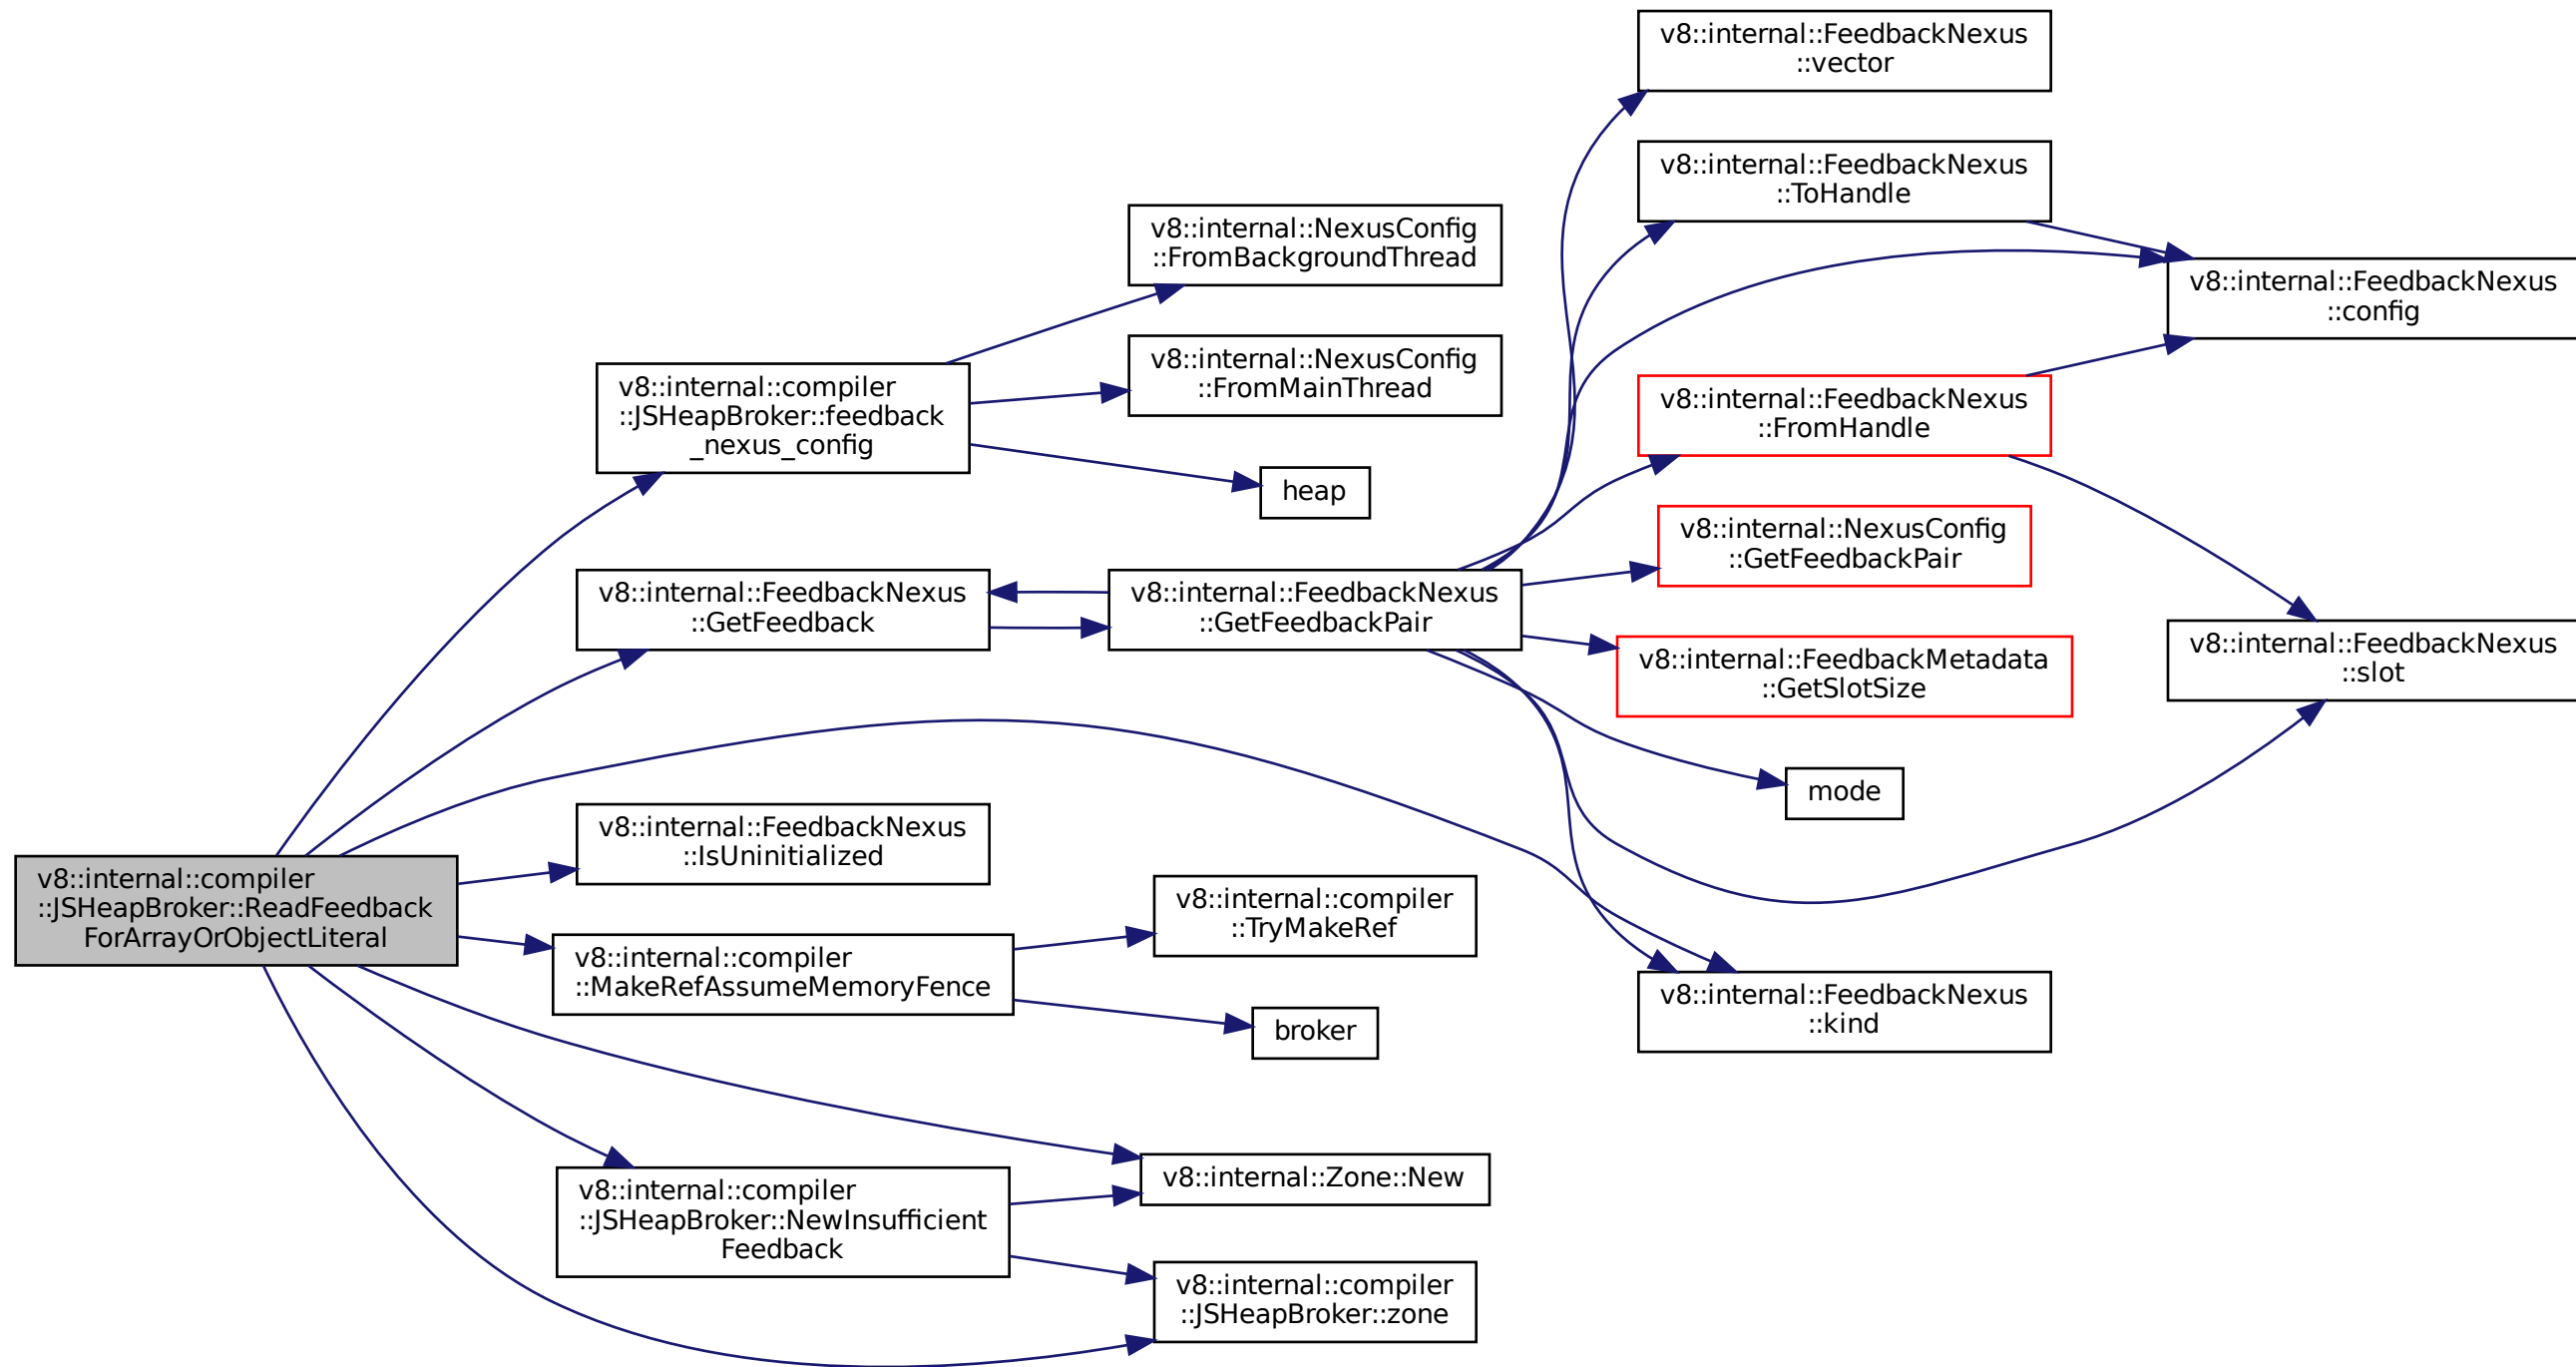 v8::internal::compiler
::JSHeapBroker::ReadFeedback
ForArrayOrObjectLiteral
v8::internal::compiler
::JSHeapBroker::feedback
_nexus_config
v8::internal::NexusConfig
::FromBackgroundThread
v8::internal::NexusConfig
::FromMainThread
heap
v8::internal::FeedbackNexus
::GetFeedback
v8::internal::FeedbackNexus
::GetFeedbackPair
v8::internal::FeedbackNexus
::vector
v8::internal::FeedbackNexus
::ToHandle
v8::internal::FeedbackNexus
::config
v8::internal::FeedbackNexus
::FromHandle
v8::internal::NexusConfig
::GetFeedbackPair
v8::internal::FeedbackMetadata
::GetSlotSize
v8::internal::FeedbackNexus
::slot
mode
v8::internal::FeedbackNexus
::kind
v8::internal::FeedbackNexus
::IsUninitialized
v8::internal::compiler
::MakeRefAssumeMemoryFence
v8::internal::compiler
::TryMakeRef
broker
v8::internal::Zone::New
v8::internal::compiler
::JSHeapBroker::NewInsufficient
Feedback
v8::internal::compiler
::JSHeapBroker::zone